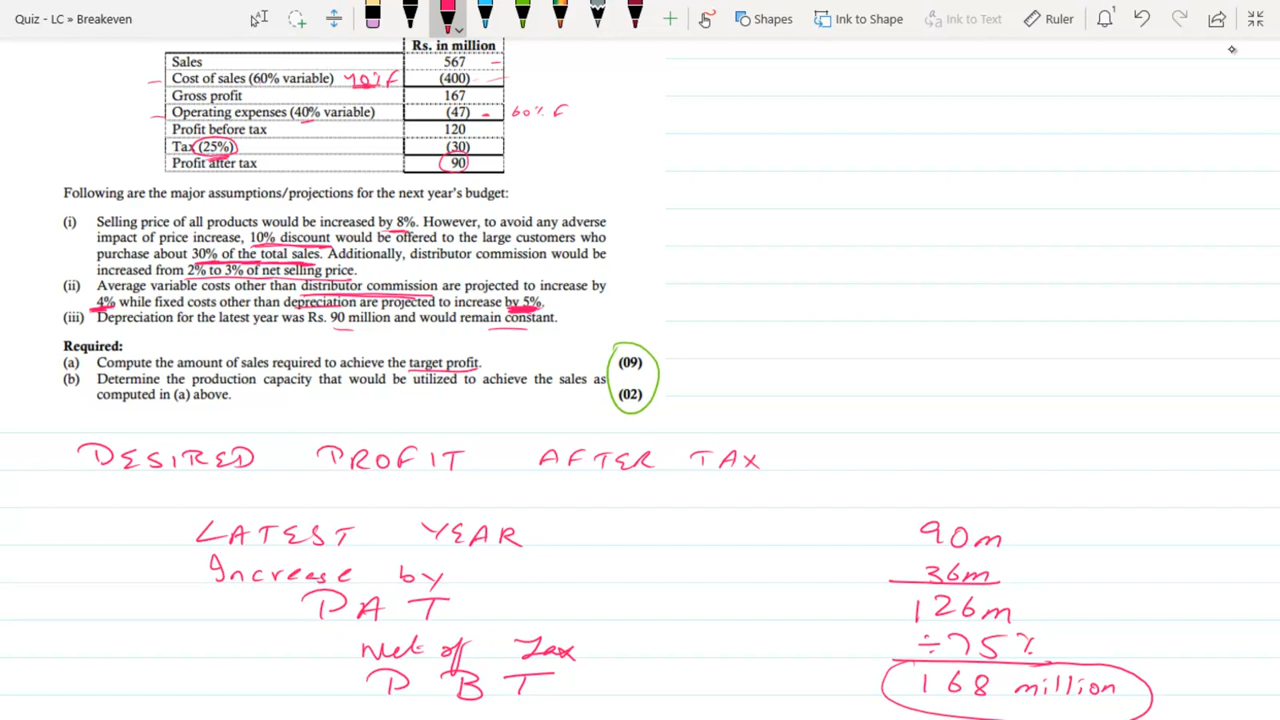 Quiz - LC » Breakeven
Shapes Ink to Shape Ink to Text Ruler
Rs. in million
Sales 567
Cost of sales (60% variable) 40% F (400)
Gross profit 167
Operating expenses (40% variable) (47) 60% F
Profit before tax 120
Tax (25%) (30)
Profit after tax 90
Following are the major assumptions/projections for the next year's budget:
(i) Selling price of all products would be increased by 8%. However, to avoid any adverse
impact of price increase, 10% discount would be offered to the large customers who
purchase about 30% of the total sales. Additionally, distributor commission would be
increased from 2% to 3% of net selling price.
(ii) Average variable costs other than distributor commission are projected to increase by
4% while fixed costs other than depreciation are projected to increase by 5%.
(iii) Depreciation for the latest year was Rs. 90 million and would remain constant.
Required:
(a) Compute the amount of sales required to achieve the target profit. (09)
(b) Determine the production capacity that would be utilized to achieve the sales as
computed in (a) above. (02)
DESIRED PROFIT AFTER TAX
LATEST YEAR 90m
Increase by 36m
PAT 126m
Net of Tax ÷75%
PBT 168 million